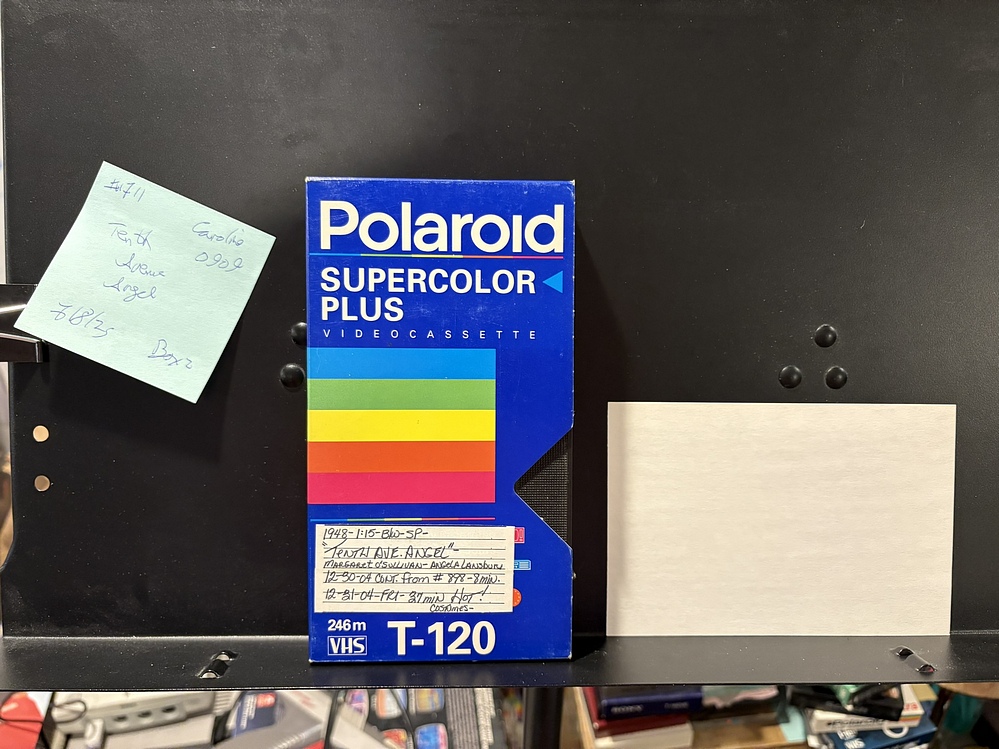 #711
Tenth
Avenue
Angel
Caroline
0909
7/8/25
Box 2
Polaroid
SUPERCOLOR
PLUS
VIDEOCASSETTE
1948-1:15-B/W-SP-
"TENTH AVE. ANGEL"-
MARGARET O'SULLIVAN-ANGELA LANSBURY
12-30-04 CONT. from # 898-8min.
12-31-04-FRI-37min HOT!
COSTUMES-
246m
VHS
T-120